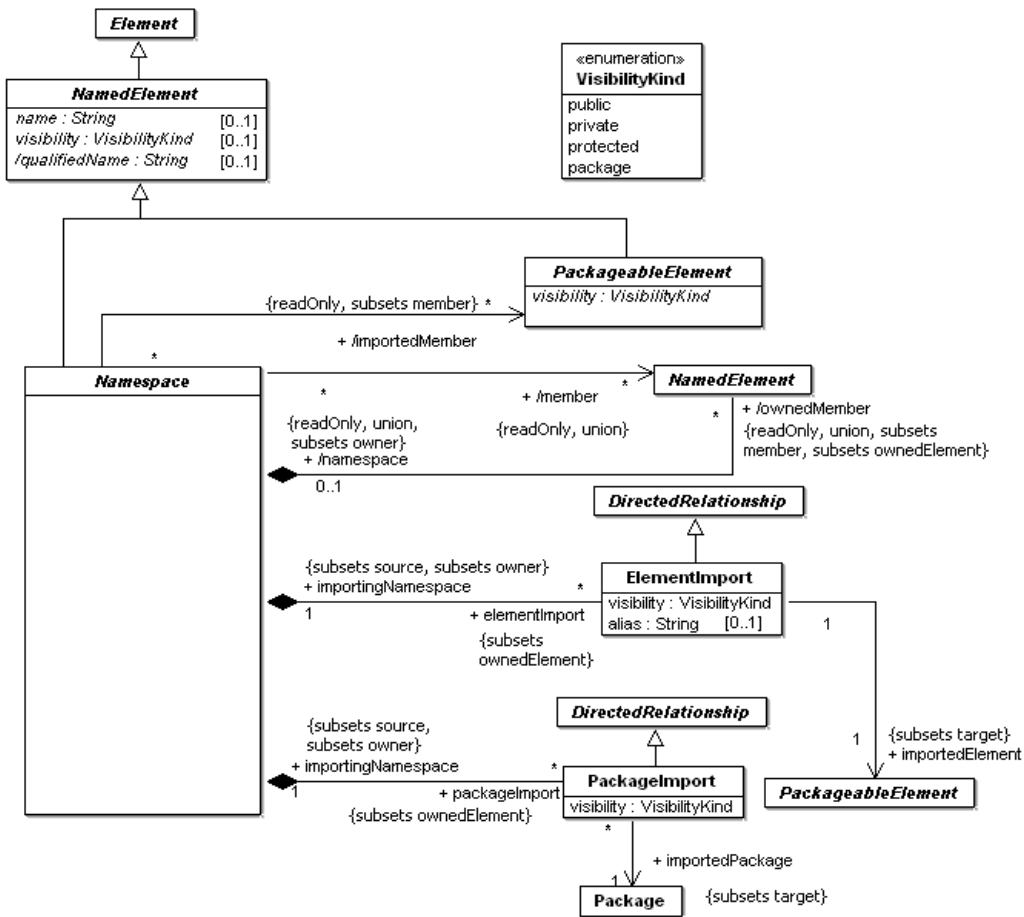 Element
NamedElement
name : String [0..1]
visibility : VisibilityKind [0..1]
/qualifiedName : String [0..1]
«enumeration»
VisibilityKind
public
private
protected
package
PackageableElement
visibility : VisibilityKind
{readOnly, subsets member} *
+ /importedMember
*
Namespace
*
+ /member
*
{readOnly, union}
NamedElement
{readOnly, union,
subsets owner}
+ /namespace
0..1
*
+ /ownedMember
{readOnly, union, subsets
member, subsets ownedElement}
DirectedRelationship
{subsets source, subsets owner}
+ importingNamespace
1
*
+ elementImport
{subsets
ownedElement}
ElementImport
visibility : VisibilityKind
alias : String [0..1]
1
1
{subsets target}
+ importedElement
PackageableElement
DirectedRelationship
{subsets source,
subsets owner}
+ importingNamespace
1
*
+ packageImport
{subsets ownedElement}
PackageImport
visibility : VisibilityKind
*
+ importedPackage
1
{subsets target}
Package